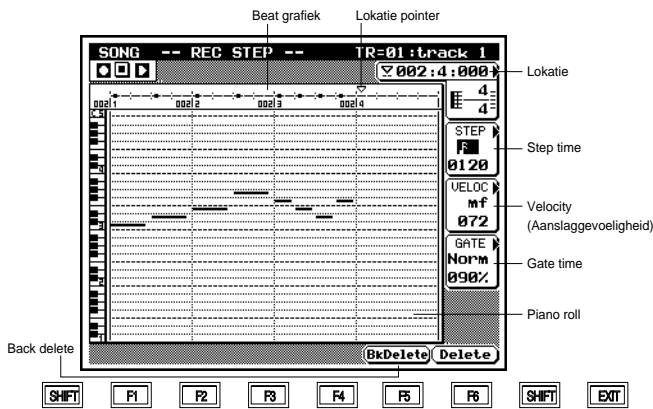 Beat grafiek
Lokatie pointer
SONG -- REC STEP -- TR=01:track 1
002:4:000
Lokatie
002 1 002 2 002 3 002 4
4
4
C5
4
3
2
1
STEP
0120
Step time
VELOC
mf
072
Velocity
(Aanslaggevoeligheid)
GATE
Norm
090%
Gate time
Piano roll
Back delete
BkDelete Delete
SHIFT F1 F2 F3 F4 F5 F6 SHIFT EXIT